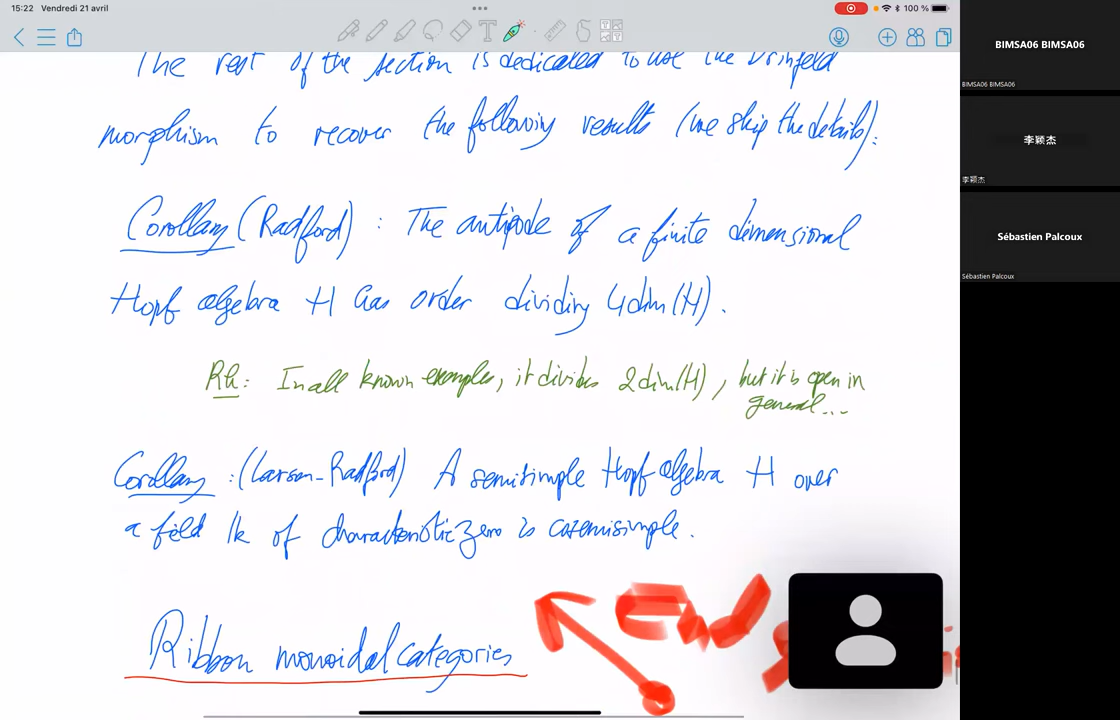 15:22 Vendredi 21 avril
100 %
The rest of the section is dedicated to use the Drinfeld
morphism to recover the following results (we skip the details):
Corollary (Radford) : The antipode of a finite dimensional
Hopf algebra H has order dividing 4dim(H).
Rk: In all known examples, it divides 2dim(H), but it is open in
general...
Corollary : (Larson-Radford) A semisimple Hopf algebra H over
a field lk of characteristic zero is cosemisimple.
Ribbon monoidal categories
BIMSA06 BIMSA06
BIMSA06 BIMSA06
李颖杰
李颖杰
Sébastien Palcoux
Sébastien Palcoux